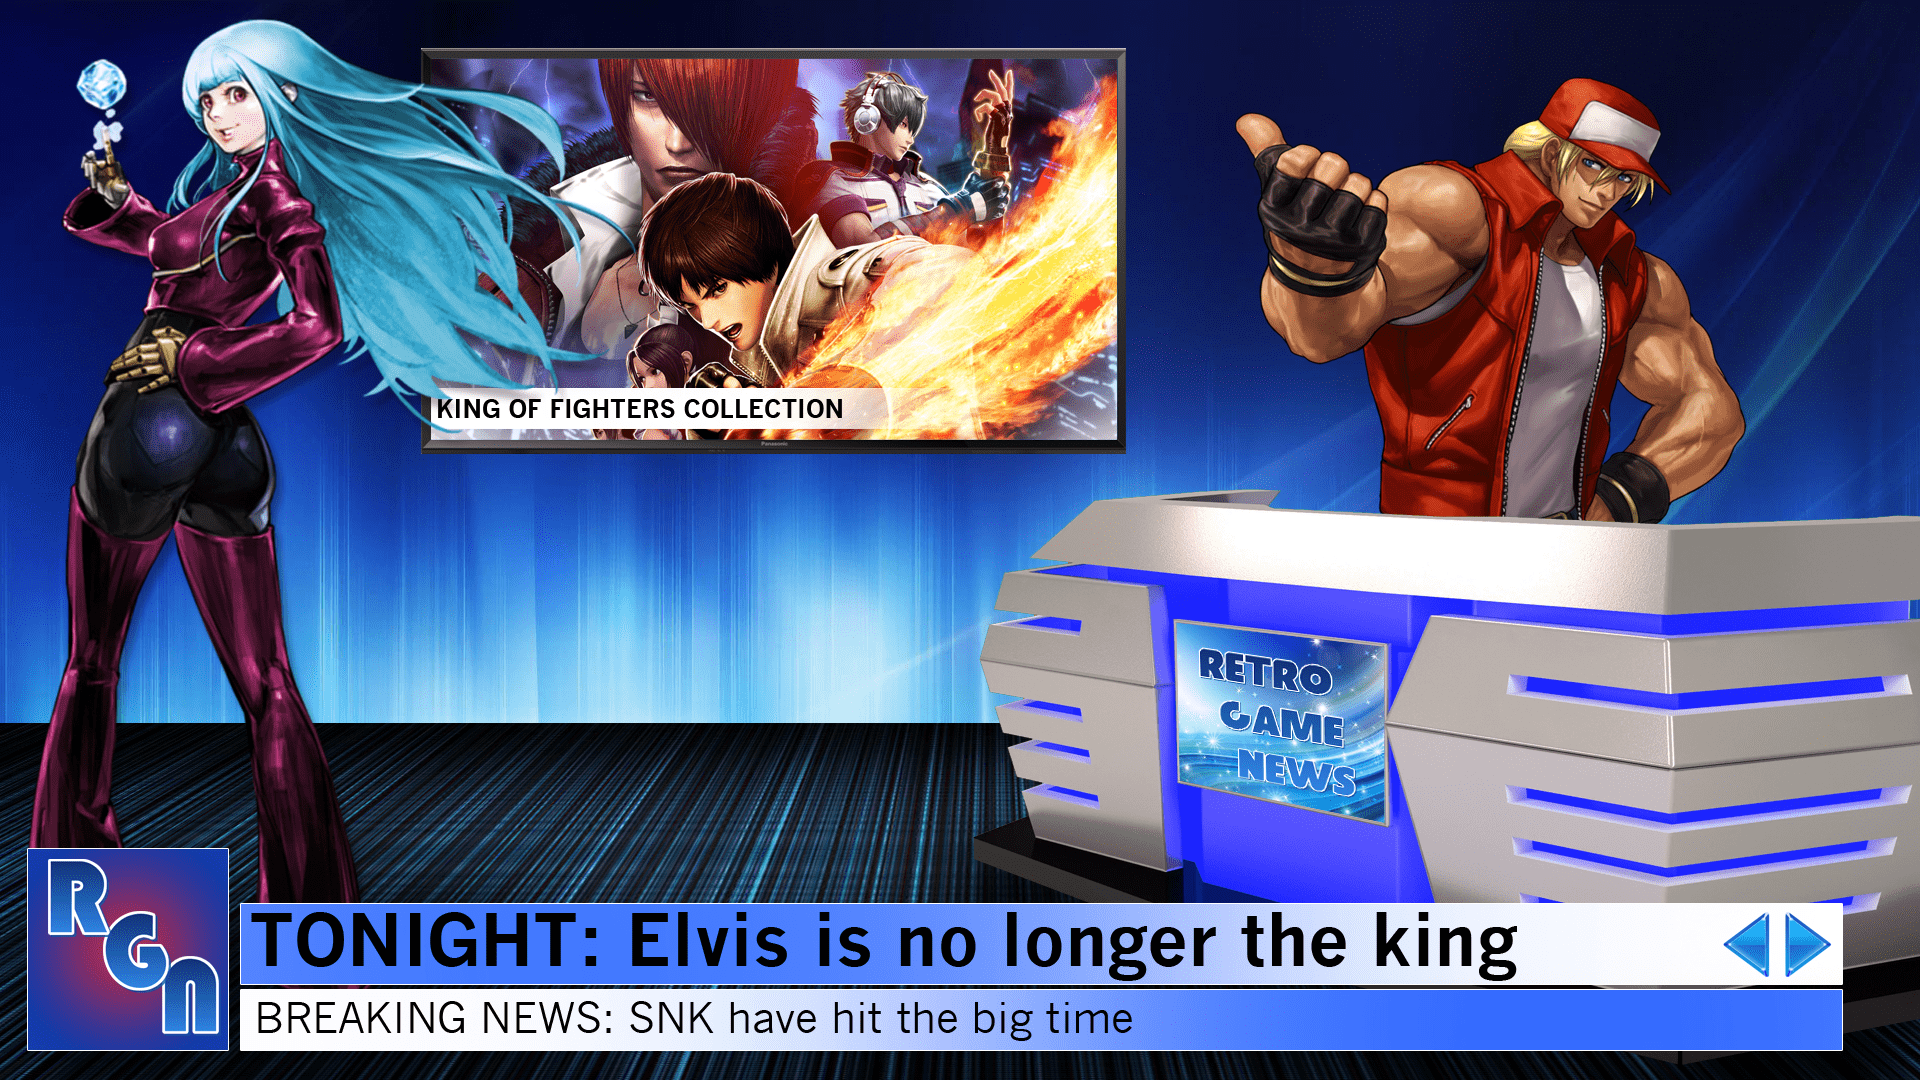 KING OF FIGHTERS COLLECTION
Panasonic
RETRO
GAME
NEWS
RGN
TONIGHT: Elvis is no longer the king
BREAKING NEWS: SNK have hit the big time